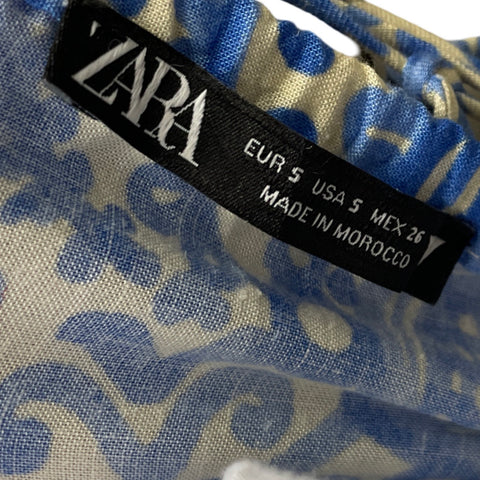 ZARA
EUR S USA S MEX 26
MADE IN MOROCCO